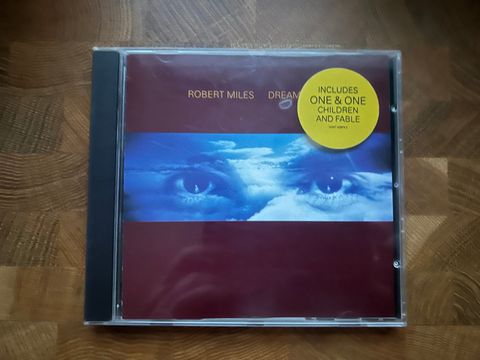 ROBERT MILES DREAM
INCLUDES
ONE & ONE
CHILDREN
AND FABLE